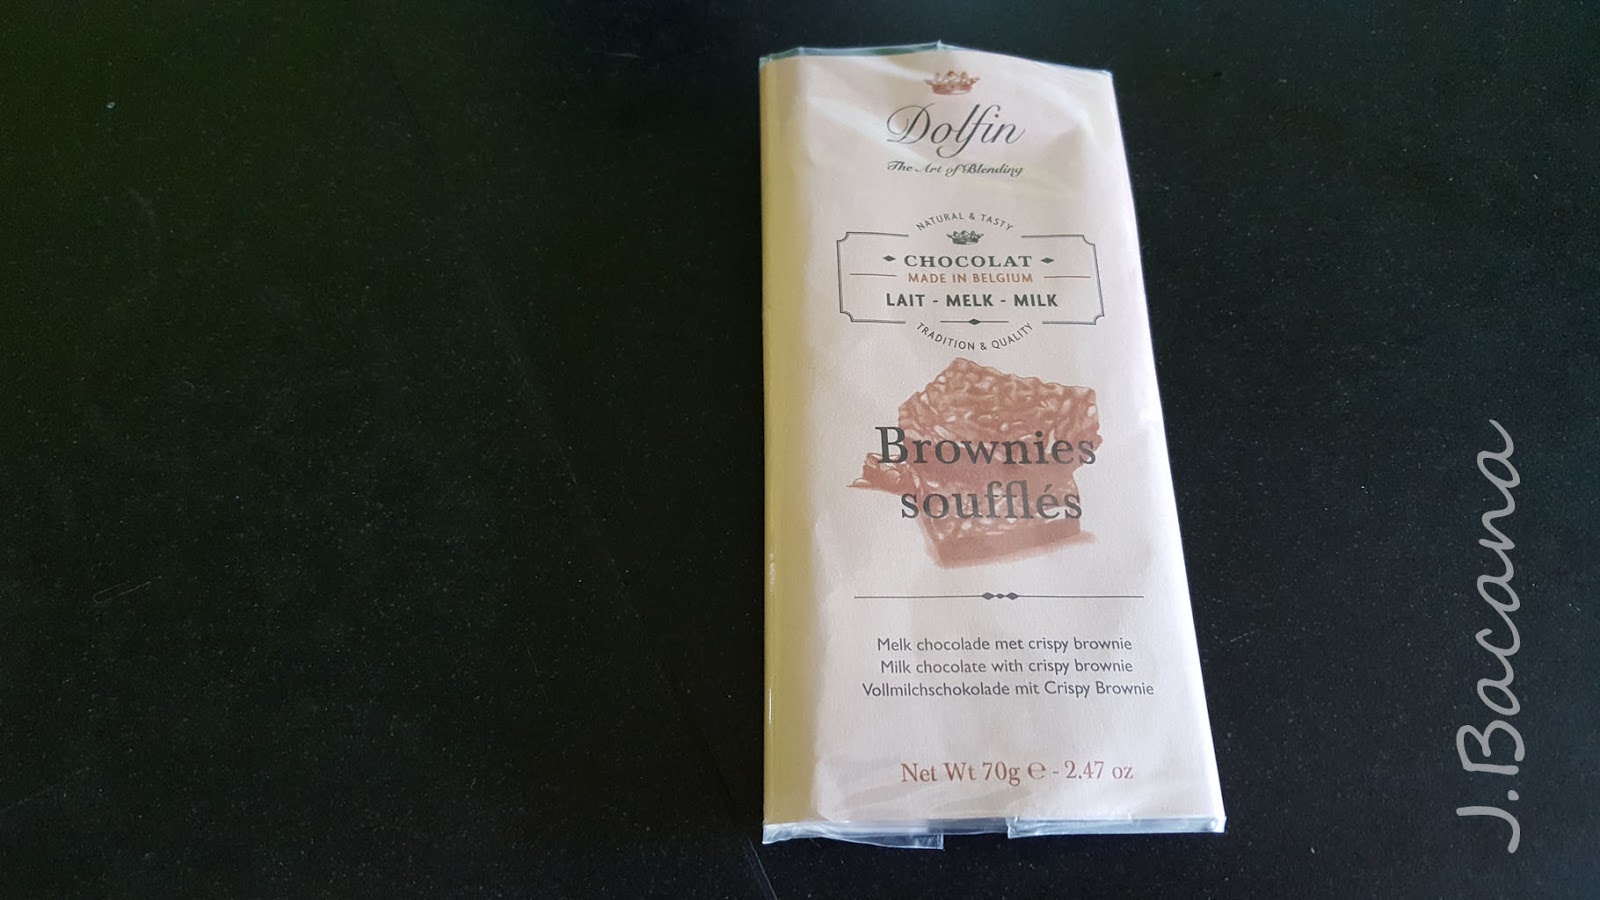 Dolfin
The Art of Blending
NATURAL & TASTY
CHOCOLAT
MADE IN BELGIUM
LAIT - MELK - MILK
TRADITION & QUALITY
Brownies
soufflés
Melk chocolade met crispy brownie
Milk chocolate with crispy brownie
Vollmilchschokolade mit Crispy Brownie
Net Wt 70g ℮ - 2.47 oz
J.Bacana